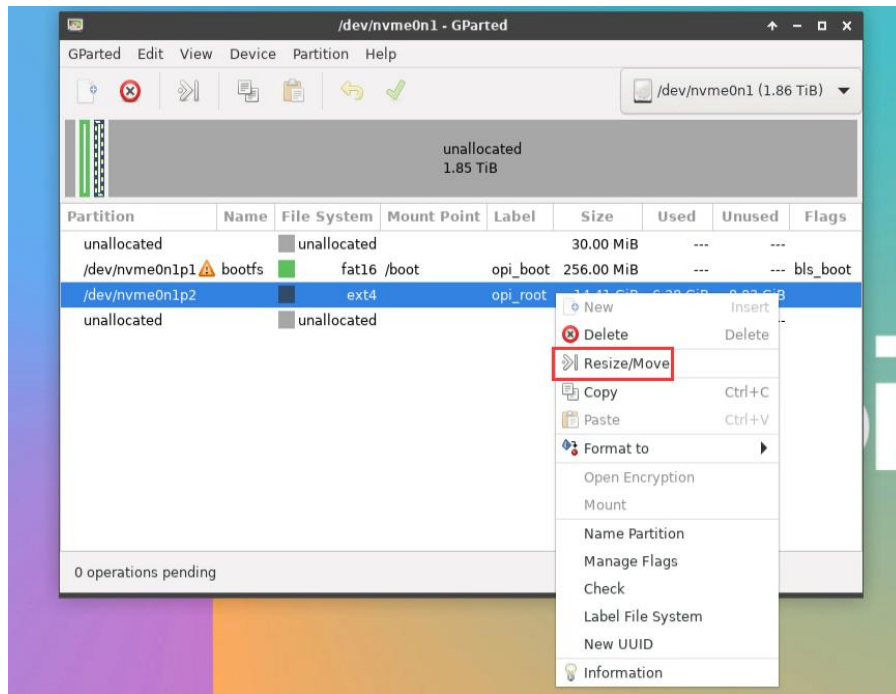 /dev/nvme0n1 - GParted
GParted Edit View Device Partition Help
/dev/nvme0n1 (1.86 TiB)
unallocated
1.85 TiB
Partition Name File System Mount Point Label Size Used Unused Flags
unallocated unallocated 30.00 MiB --- ---
/dev/nvme0n1p1 bootfs fat16 /boot opi_boot 256.00 MiB --- --- bls_boot
/dev/nvme0n1p2 ext4 opi_root
unallocated unallocated
New Insert
Delete Delete
Resize/Move
Copy Ctrl+C
Paste Ctrl+V
Format to
Open Encryption
Mount
Name Partition
Manage Flags
Check
Label File System
New UUID
Information
0 operations pending